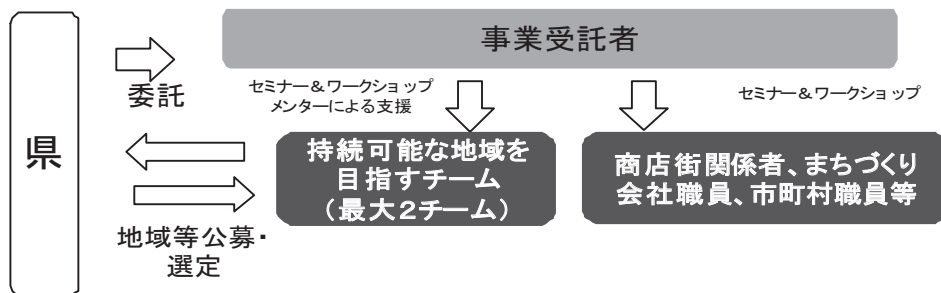 県
委託
事業受託者
セミナー＆ワークショップ
メンターによる支援
セミナー＆ワークショップ
持続可能な地域を
目指すチーム
（最大２チーム）
商店街関係者、まちづくり
会社職員、市町村職員等
地域等公募・
選定